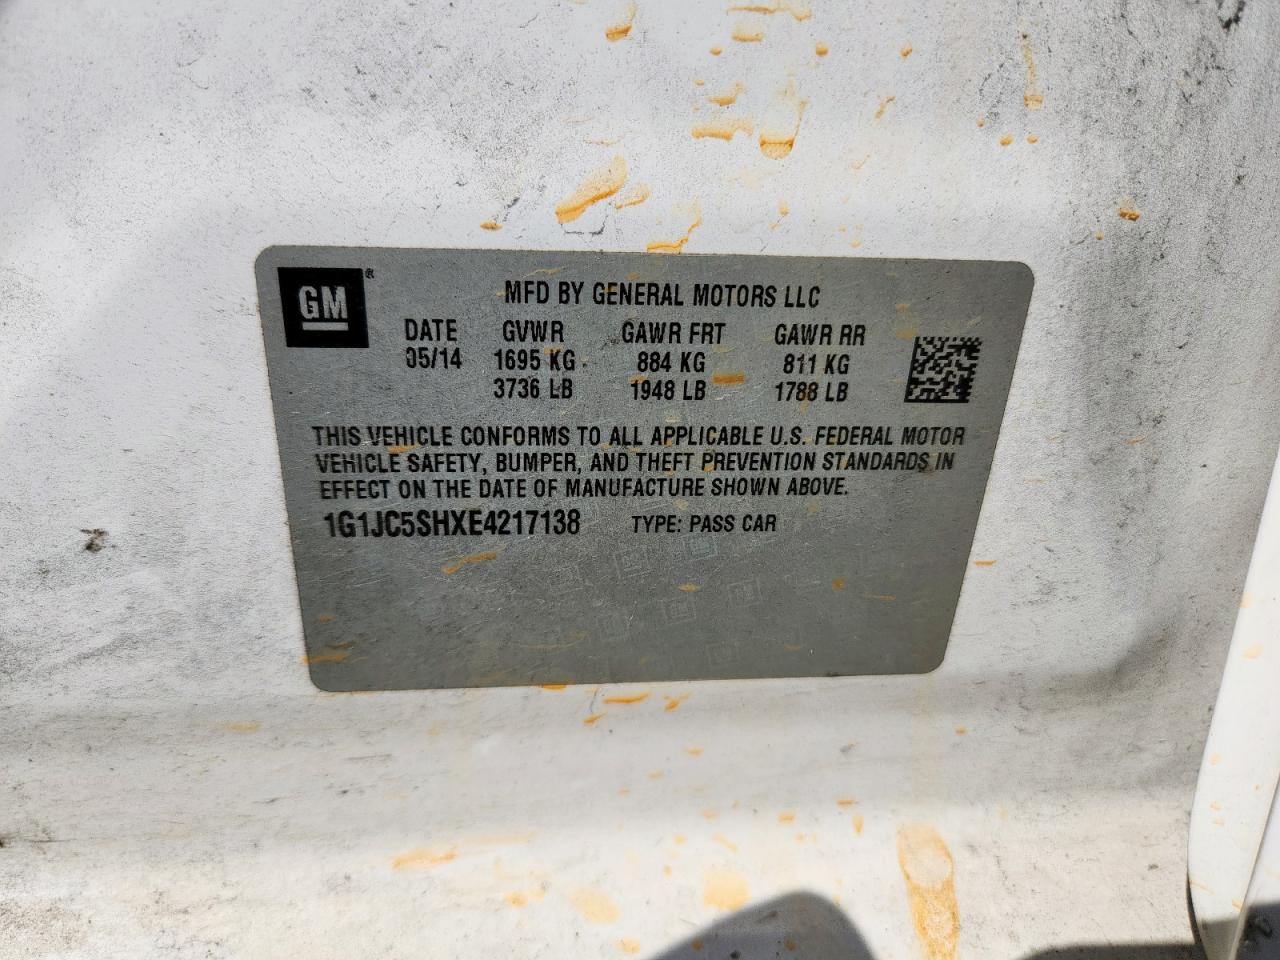 GM®
MFD BY GENERAL MOTORS LLC
DATE GVWR GAWR FRT GAWR RR
05/14 1695 KG 884 KG 811 KG
3736 LB 1948 LB 1788 LB
THIS VEHICLE CONFORMS TO ALL APPLICABLE U.S. FEDERAL MOTOR
VEHICLE SAFETY, BUMPER, AND THEFT PREVENTION STANDARDS IN
EFFECT ON THE DATE OF MANUFACTURE SHOWN ABOVE.
1G1JC5SHXE4217138 TYPE: PASS CAR